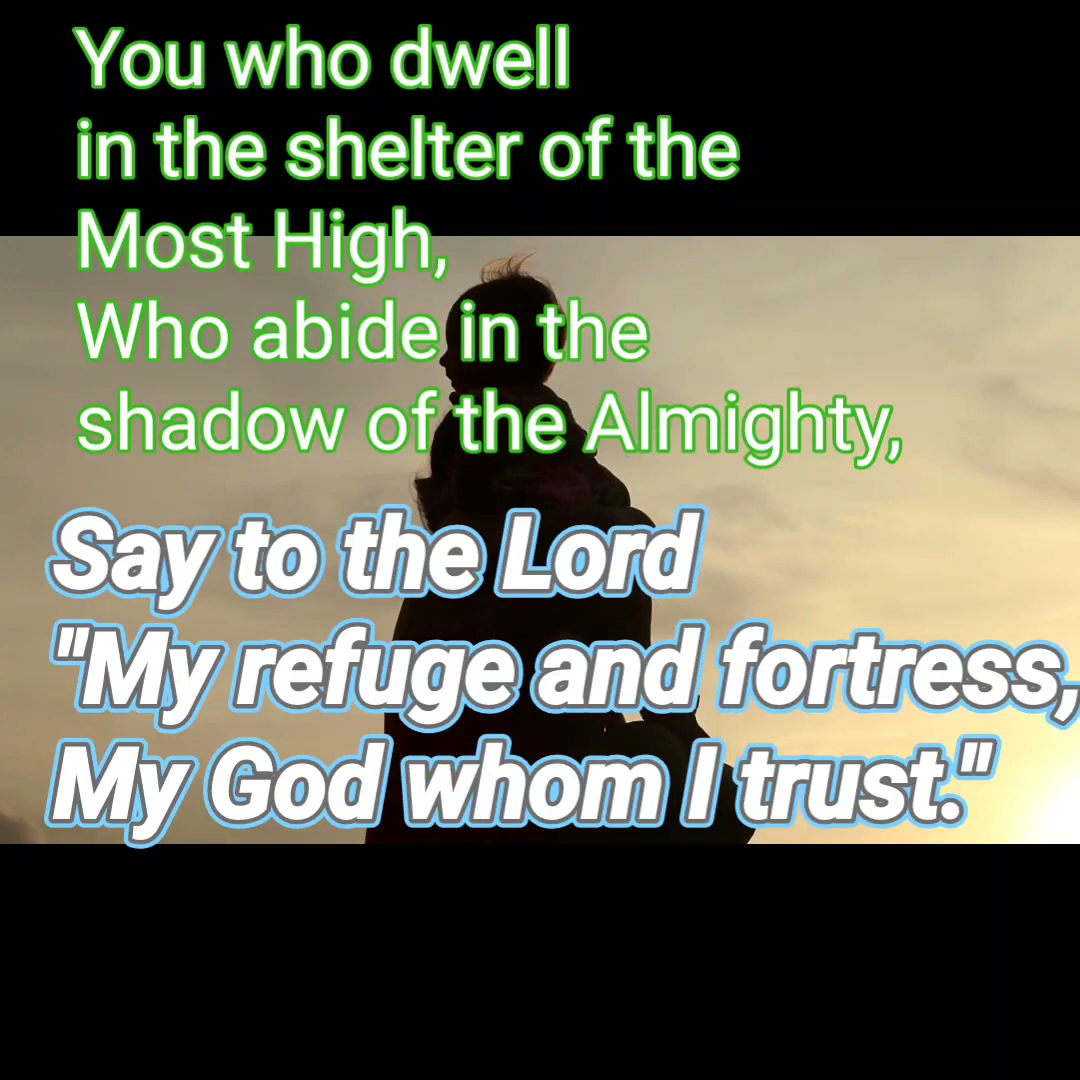 You who dwell
in the shelter of the
Most High,
Who abide in the
shadow of the Almighty,
Say to the Lord
"My refuge and fortress,
My God whom I trust."